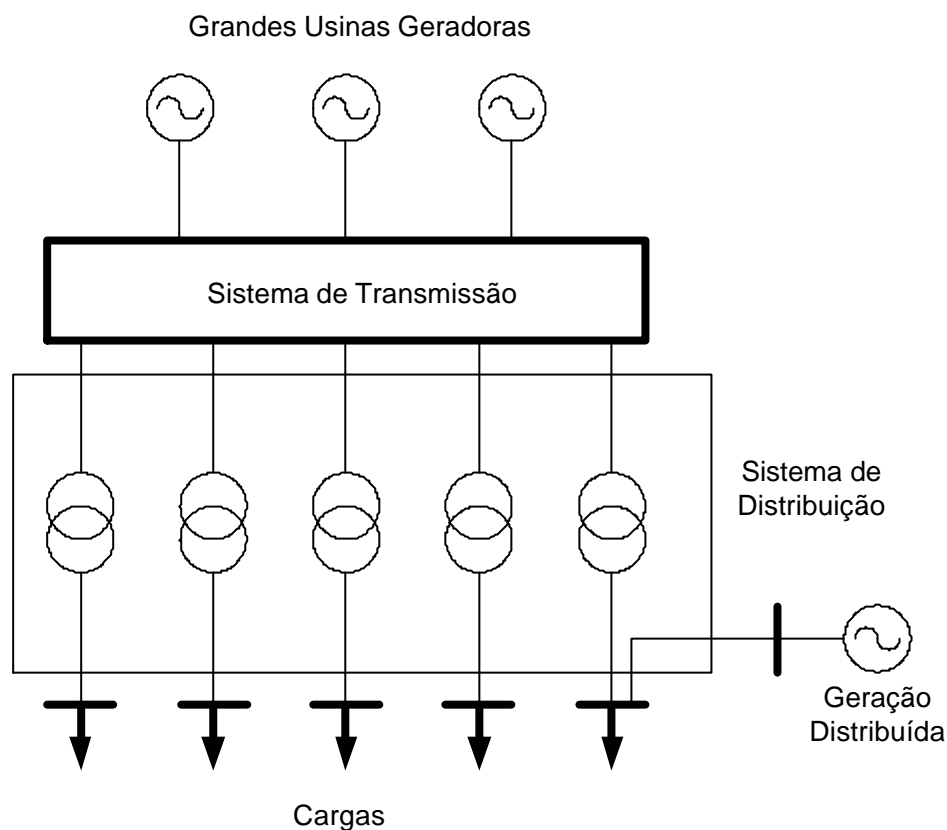 Grandes Usinas Geradoras
Sistema de Transmissão
Sistema de
Distribuição
Geração
Distribuída
Cargas